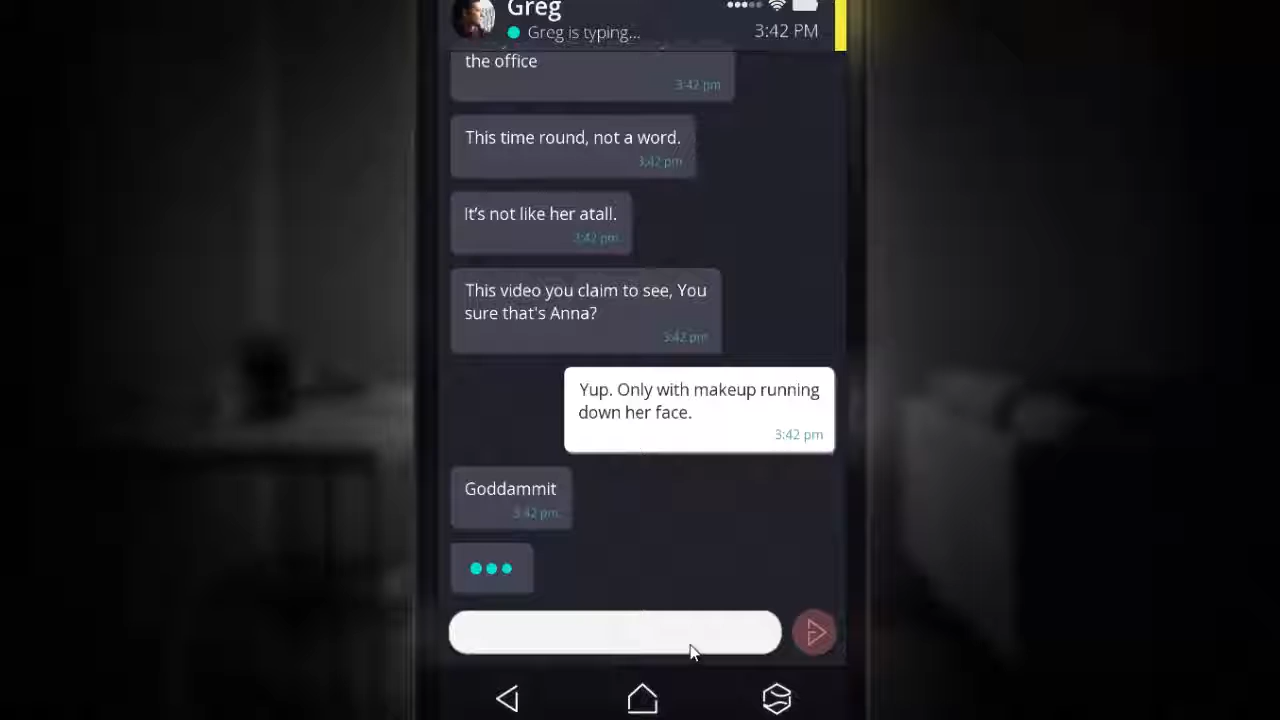 Greg
Greg is typing...
3:42 PM
the office
3:42 pm
This time round, not a word.
3:42 pm
It's not like her atall.
3:42 pm
This video you claim to see, You
sure that's Anna?
3:42 pm
Yup. Only with makeup running
down her face.
3:42 pm
Goddammit
3:42 pm